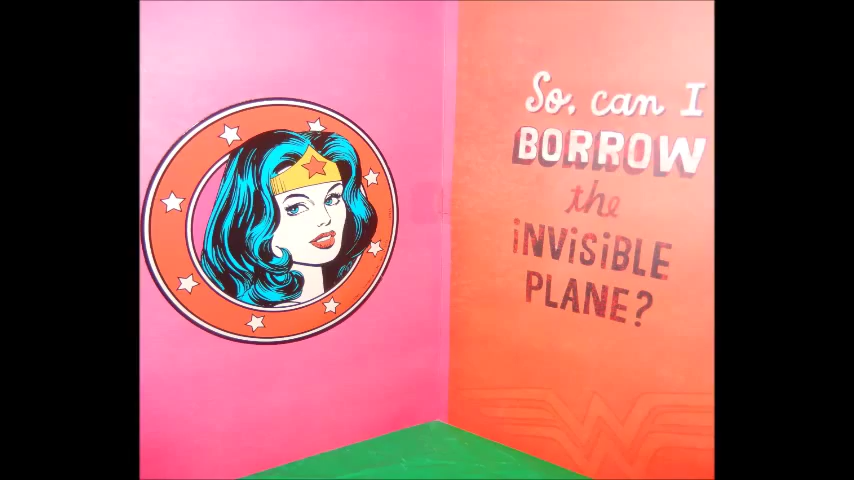 So, can I
BORROW
the
iNViSiBLE
PLANE?